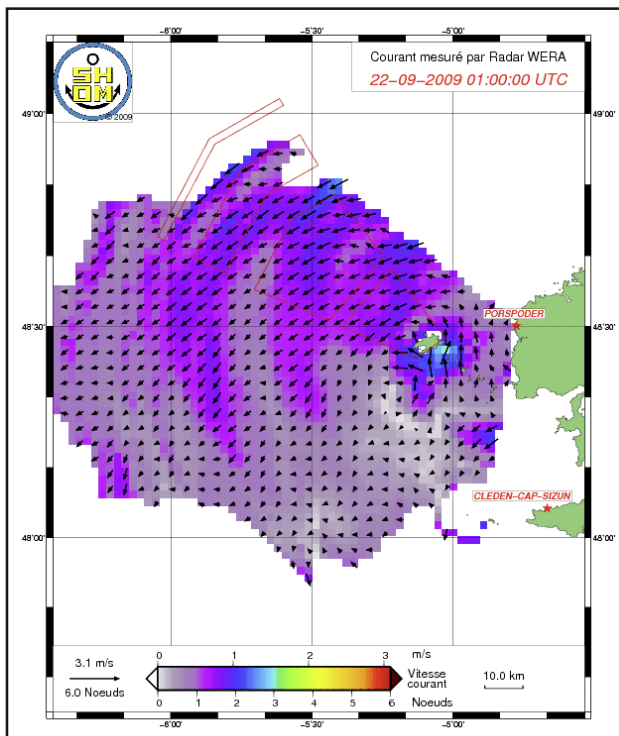 −6°00' −5°30' −5°00'
SH
OM
© 2009
Courant mesuré par Radar WERA
22−09−2009 01:00:00 UTC
49°00' 49°00'
PORSPODER
48°30' 48°30'
CLEDEN−CAP−SIZUN
48°00' 48°00'
0 1 2 3 m/s
3.1 m/s
6.0 Noeuds
Vitesse
courant
10.0 km
0 1 2 3 4 5 6 Noeuds
−6°00' −5°30' −5°00'